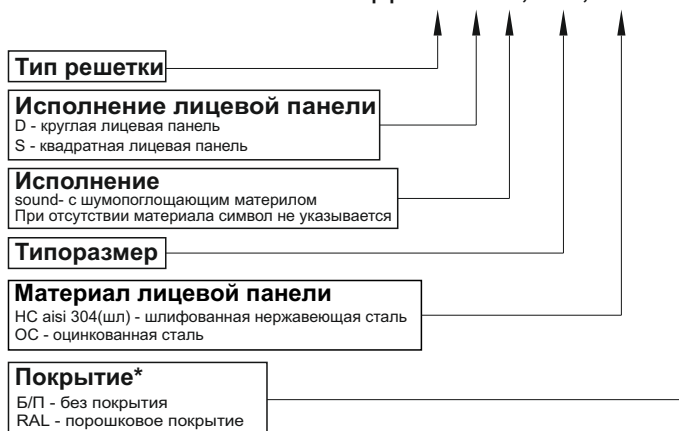 Тип решетки
Исполнение лицевой панели
D - круглая лицевая панель
S - квадратная лицевая панель
Исполнение
sound- с шумопоглощающим материлом
При отсутствии материала символ не указывается
Типоразмер
Материал лицевой панели
НС aisi 304(шл) - шлифованная нержавеющая сталь
ОС - оцинкованная сталь
Покрытие*
Б/П - без покрытия
RAL - порошковое покрытие